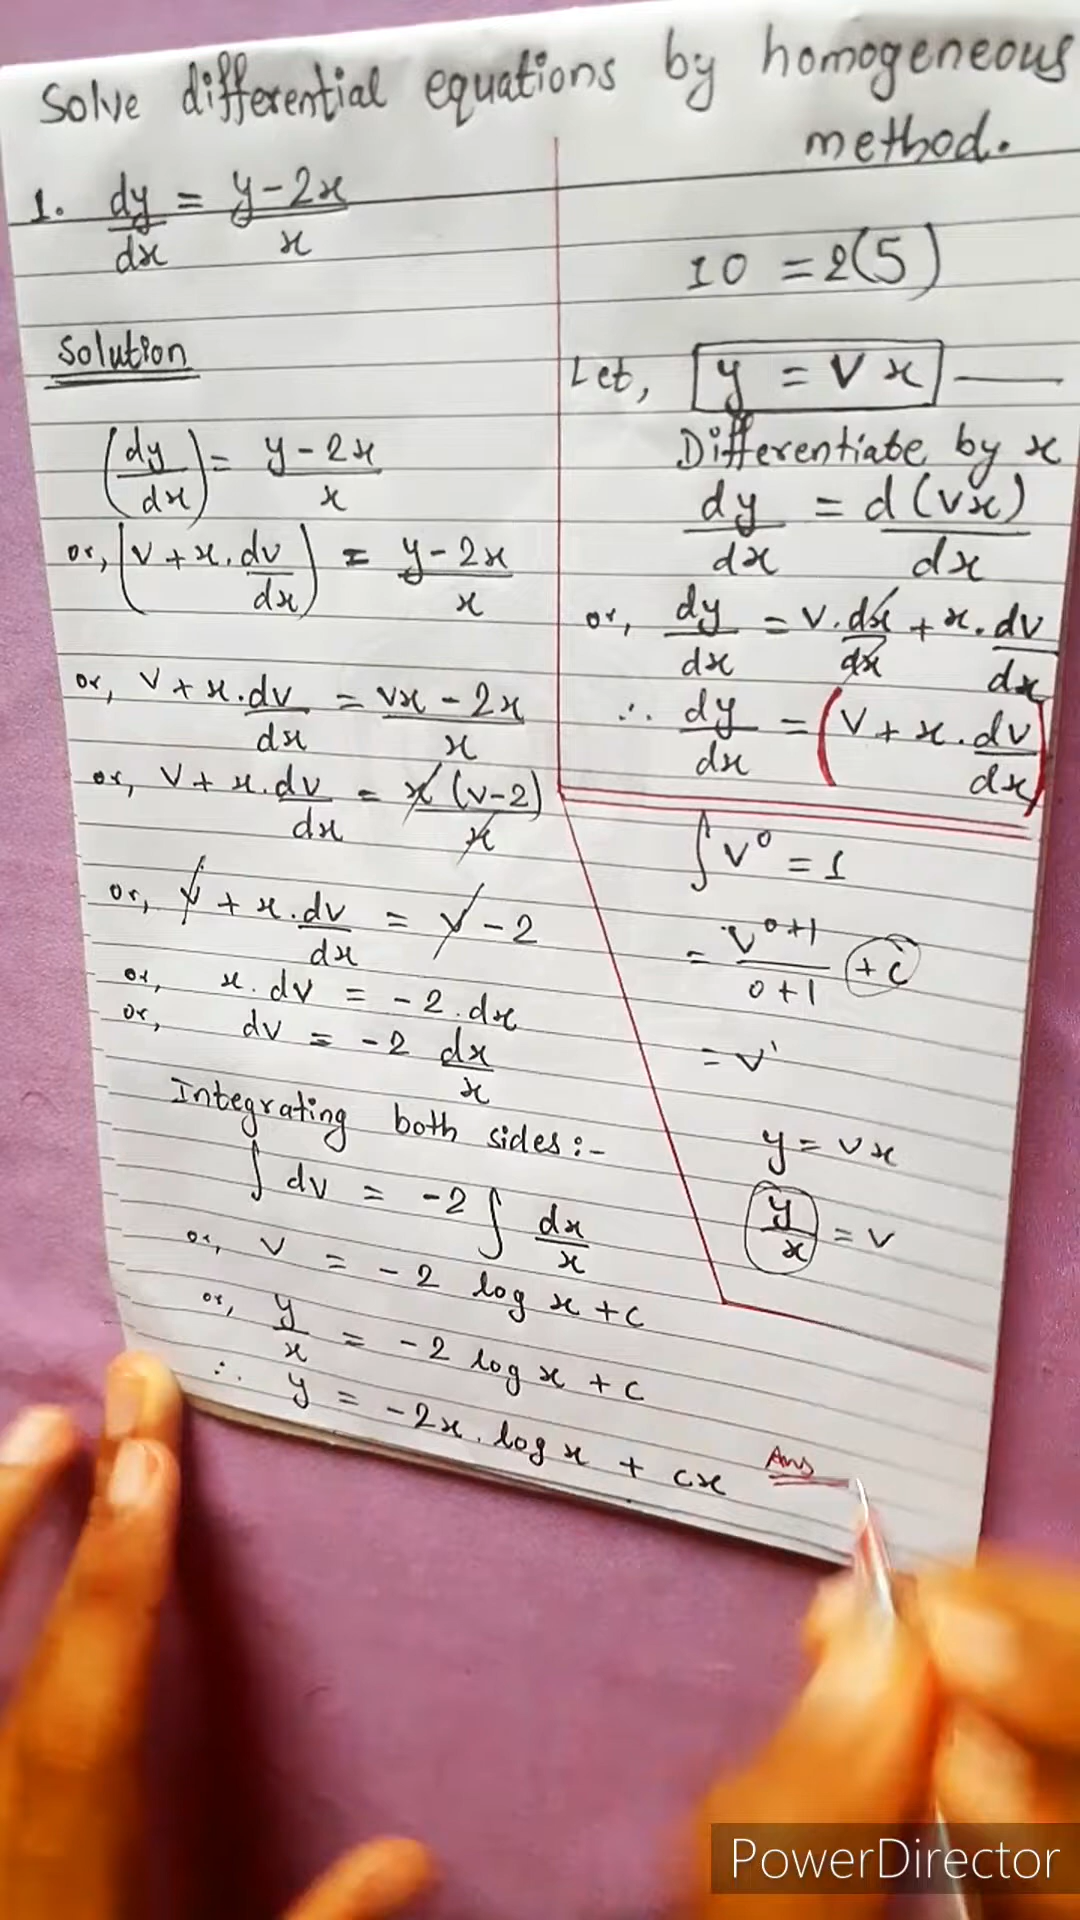 Solve differential equations by homogeneous
method.
1. dy/dx = y-2x/x
Solution
(dy/dx) = y-2x/x
or, (v + x.dv/dx) = y-2x/x
or, v + x.dv/dx = vx-2x/x
or, v + x.dv/dx = x(v-2)/x
or, v + x.dv/dx = v-2
or, x.dv = -2.dx
or, dv = -2 dx/x
Integrating both sides:-
∫dv = -2∫dx/x
or, v = -2 log x + c
or, y/x = -2 log x + c
∴ y = -2x.log x + cx Ans
10 = 2(5)
Let, y = vx
Differentiate by x
dy/dx = d(vx)/dx
or, dy/dx = v.dx/dx + x.dv/dx
∴ dy/dx = (v + x.dv/dx)
∫v⁰ = 1
= v⁰⁺¹/0+1 + c
= v¹
y = vx
y/x = v
PowerDirector